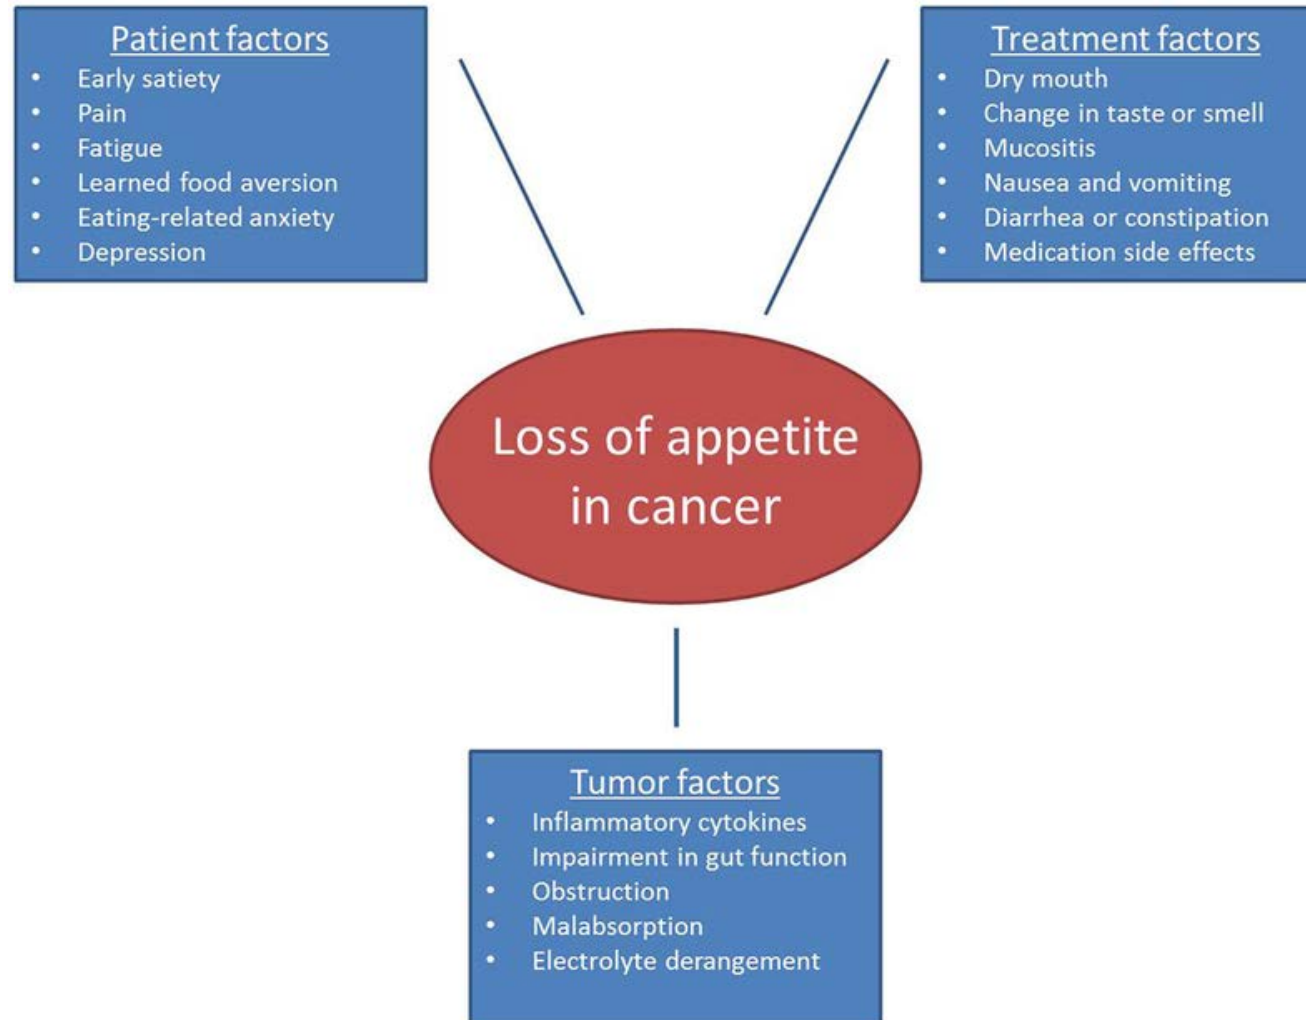 Patient factors
• Early satiety
• Pain
• Fatigue
• Learned food aversion
• Eating-related anxiety
• Depression
Treatment factors
• Dry mouth
• Change in taste or smell
• Mucositis
• Nausea and vomiting
• Diarrhea or constipation
• Medication side effects
Loss of appetite
in cancer
Tumor factors
• Inflammatory cytokines
• Impairment in gut function
• Obstruction
• Malabsorption
• Electrolyte derangement